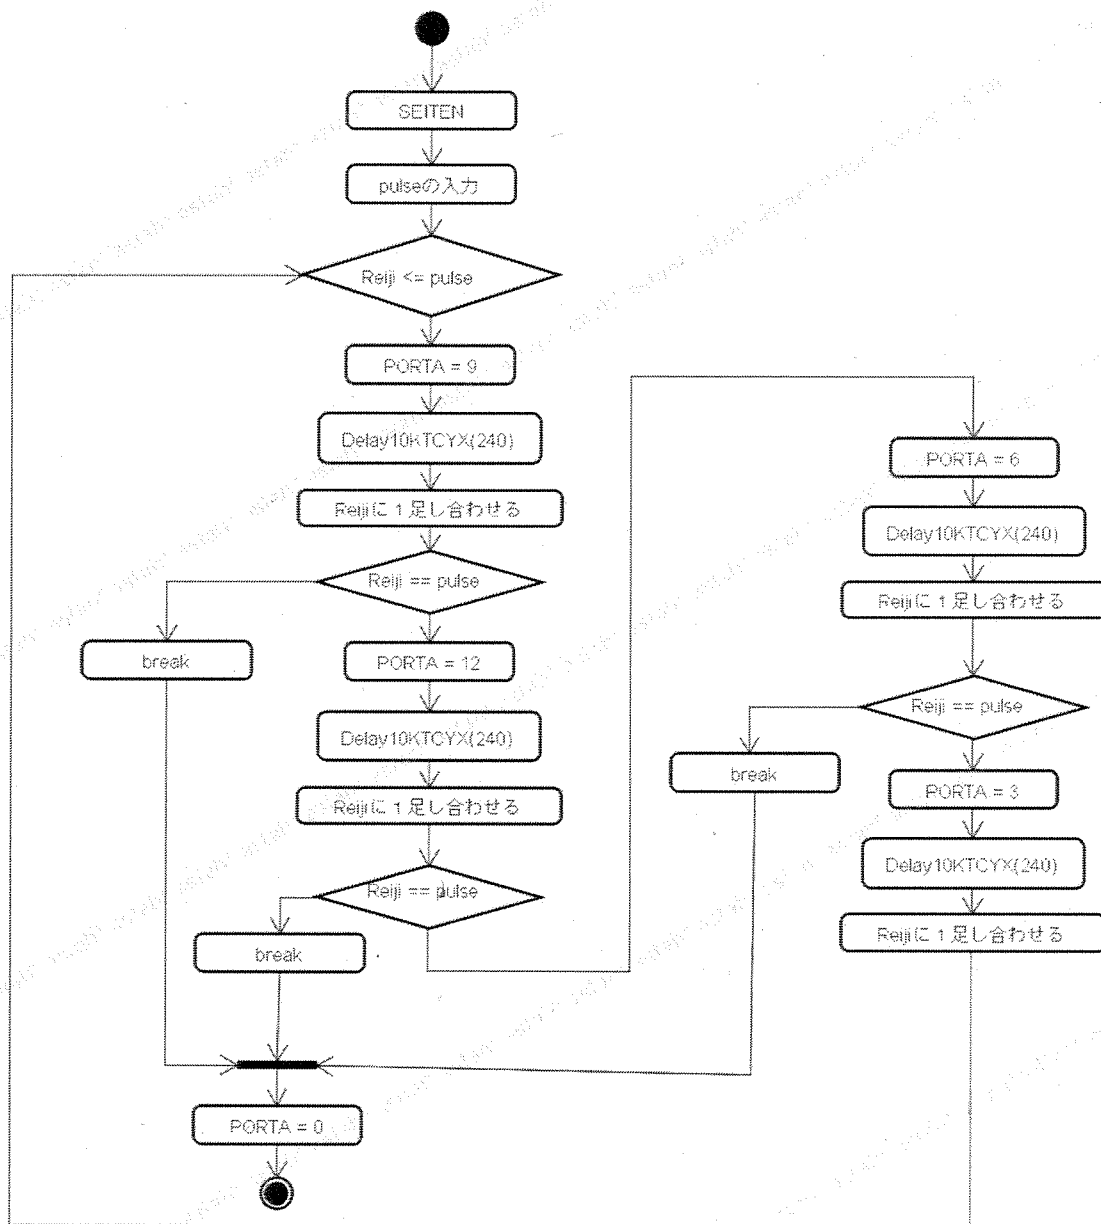 SEITEN
pulseの入力
Reiji <= pulse
PORTA = 9
Delay10KTCYX(240)
Reijiに 1 足し合わせる
Reiji == pulse
break
PORTA = 12
Delay10KTCYX(240)
Reijiに 1 足し合わせる
Reiji == pulse
break
PORTA = 6
Delay10KTCYX(240)
Reijiに 1 足し合わせる
Reiji == pulse
break
PORTA = 3
Delay10KTCYX(240)
Reijiに 1 足し合わせる
PORTA = 0